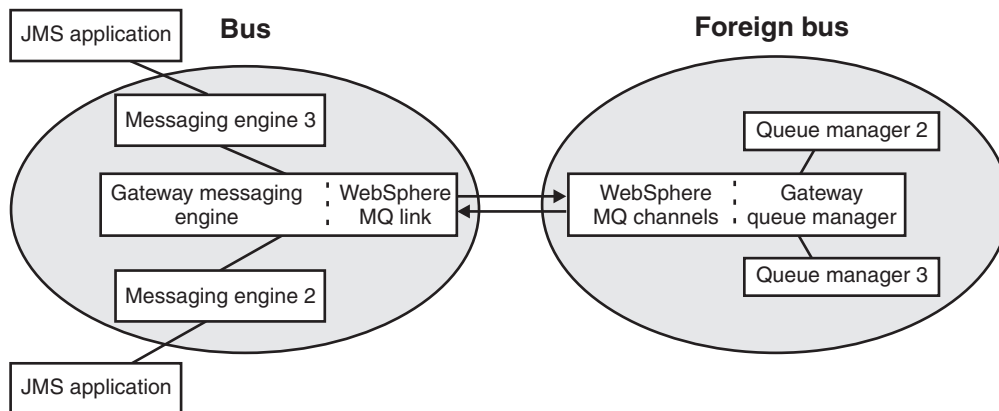 JMS application
Bus
Foreign bus
Messaging engine 3
Queue manager 2
Gateway messaging
engine
WebSphere
MQ link
WebSphere
MQ channels
Gateway
queue manager
Messaging engine 2
Queue manager 3
JMS application